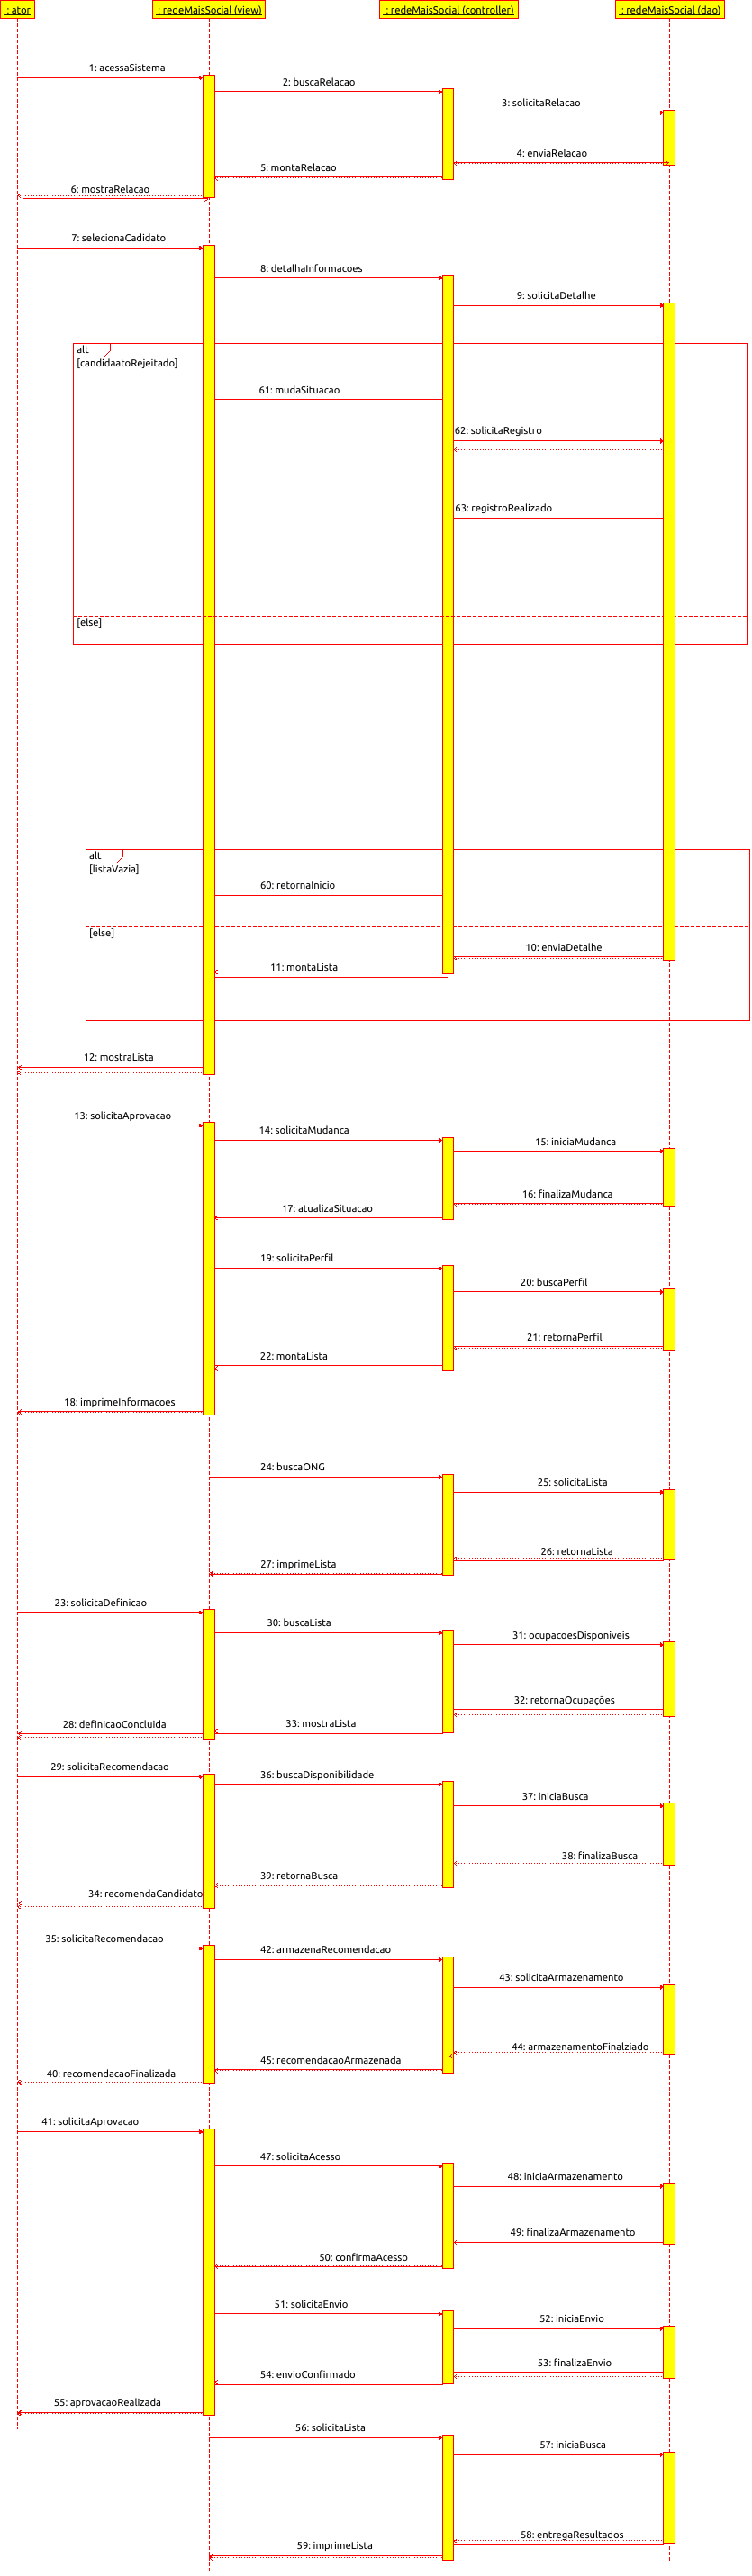 : ator
: redeMaisSocial (view)
: redeMaisSocial (controller)
: redeMaisSocial (dao)
1: acessaSistema
2: buscaRelacao
3: solicitaRelacao
4: enviaRelacao
5: montaRelacao
6: mostraRelacao
7: selecionaCadidato
8: detalhaInformacoes
9: solicitaDetalhe
alt
[candidaatoRejeitado]
61: mudaSituacao
62: solicitaRegistro
63: registroRealizado
[else]
alt
[listaVazia]
60: retornaInicio
[else]
10: enviaDetalhe
11: montaLista
12: mostraLista
13: solicitaAprovacao
14: solicitaMudanca
15: iniciaMudanca
16: finalizaMudanca
17: atualizaSituacao
19: solicitaPerfil
20: buscaPerfil
21: retornaPerfil
22: montaLista
18: imprimeInformacoes
24: buscaONG
25: solicitaLista
26: retornaLista
27: imprimeLista
23: solicitaDefinicao
30: buscaLista
31: ocupacoesDisponiveis
32: retornaOcupações
33: mostraLista
28: definicaoConcluida
29: solicitaRecomendacao
36: buscaDisponibilidade
37: iniciaBusca
38: finalizaBusca
39: retornaBusca
34: recomendaCandidato
35: solicitaRecomendacao
42: armazenaRecomendacao
43: solicitaArmazenamento
44: armazenamentoFinalziado
45: recomendacaoArmazenada
40: recomendacaoFinalizada
41: solicitaAprovacao
47: solicitaAcesso
48: iniciaArmazenamento
49: finalizaArmazenamento
50: confirmaAcesso
51: solicitaEnvio
52: iniciaEnvio
53: finalizaEnvio
54: envioConfirmado
55: aprovacaoRealizada
56: solicitaLista
57: iniciaBusca
58: entregaResultados
59: imprimeLista